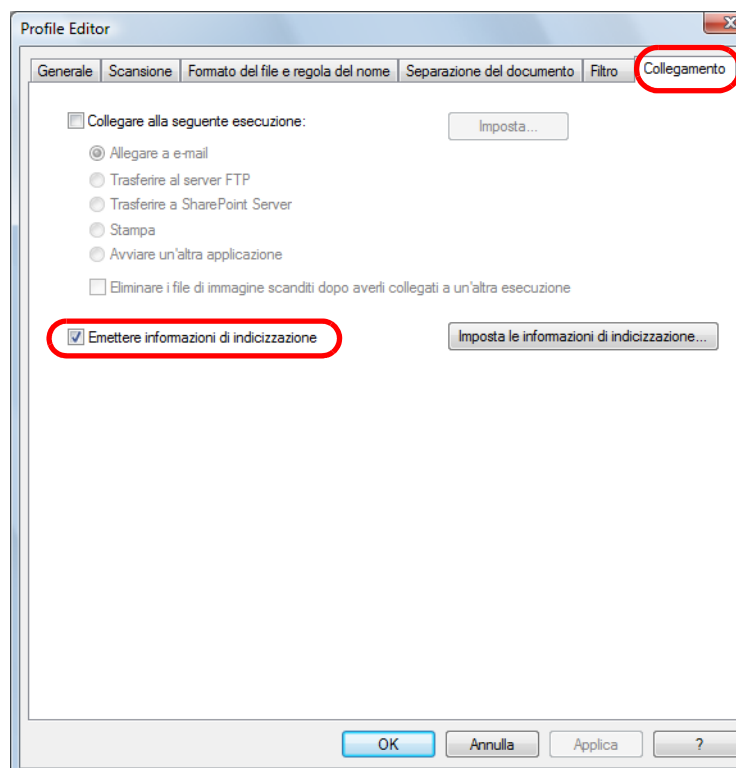 Profile Editor
Generale Scansione Formato del file e regola del nome Separazione del documento Filtro Collegamento
Collegare alla seguente esecuzione: Imposta...
Allegare a e-mail
Trasferire al server FTP
Trasferire a SharePoint Server
Stampa
Avviare un'altra applicazione
Eliminare i file di immagine scanditi dopo averli collegati a un'altra esecuzione
Emettere informazioni di indicizzazione Imposta le informazioni di indicizzazione...
OK Annulla Applica ?